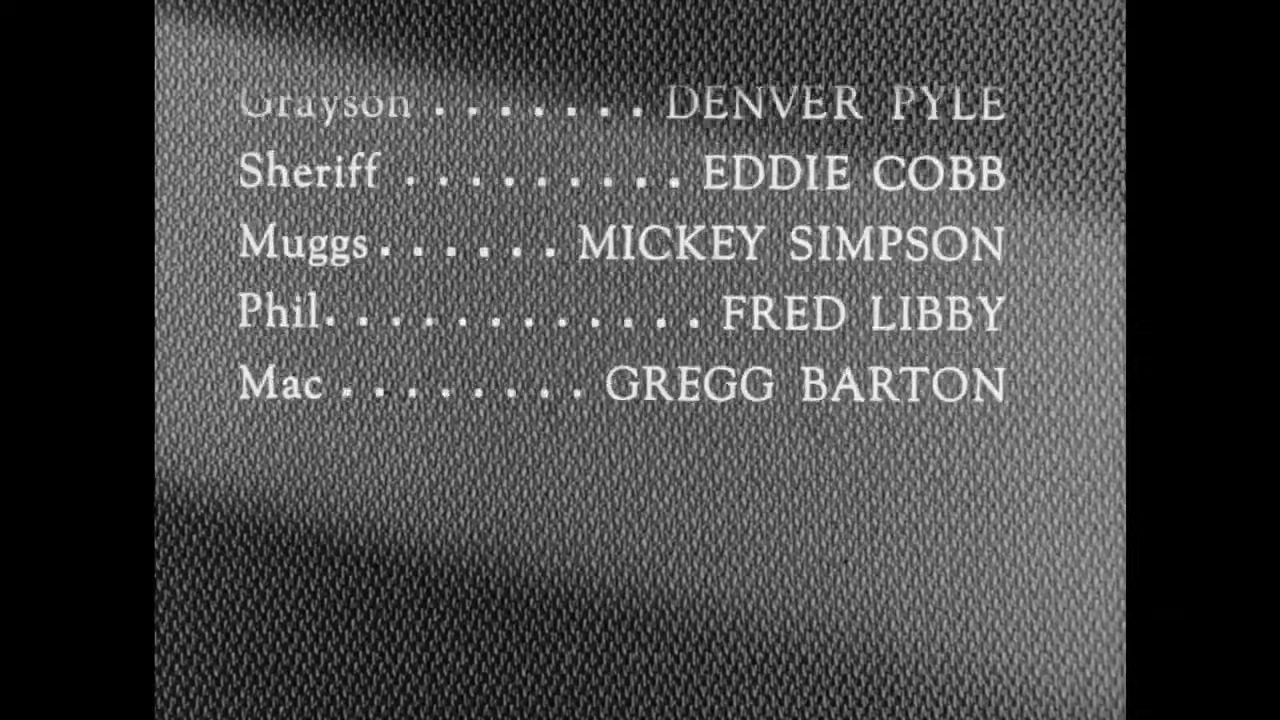 Grayson . . . . . . . DENVER PYLE
Sheriff . . . . . . . . . EDDIE COBB
Muggs . . . . . . MICKEY SIMPSON
Phil. . . . . . . . . . . . FRED LIBBY
Mac . . . . . . . . GREGG BARTON